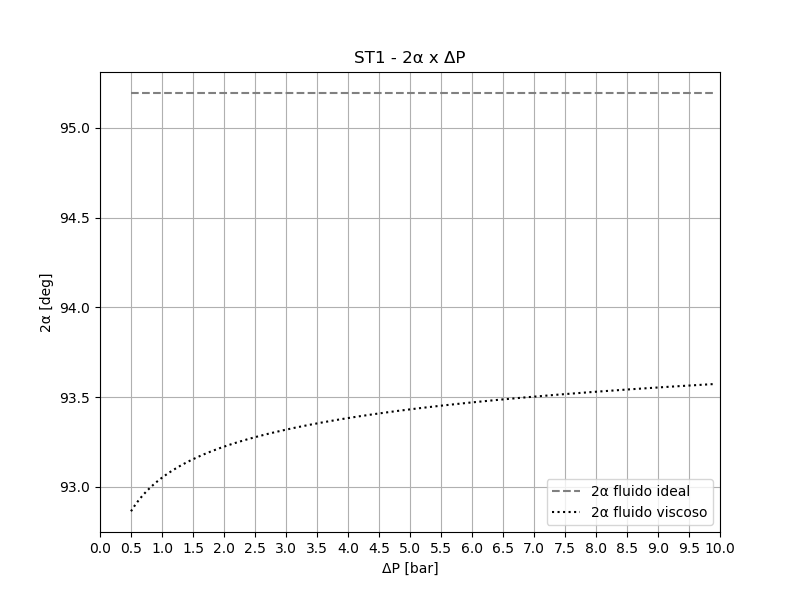 ST1 - 2α x ΔP
2α [deg]
95.0
94.5
94.0
93.5
93.0
2α fluido ideal
2α fluido viscoso
0.0 0.5 1.0 1.5 2.0 2.5 3.0 3.5 4.0 4.5 5.0 5.5 6.0 6.5 7.0 7.5 8.0 8.5 9.0 9.5 10.0
ΔP [bar]